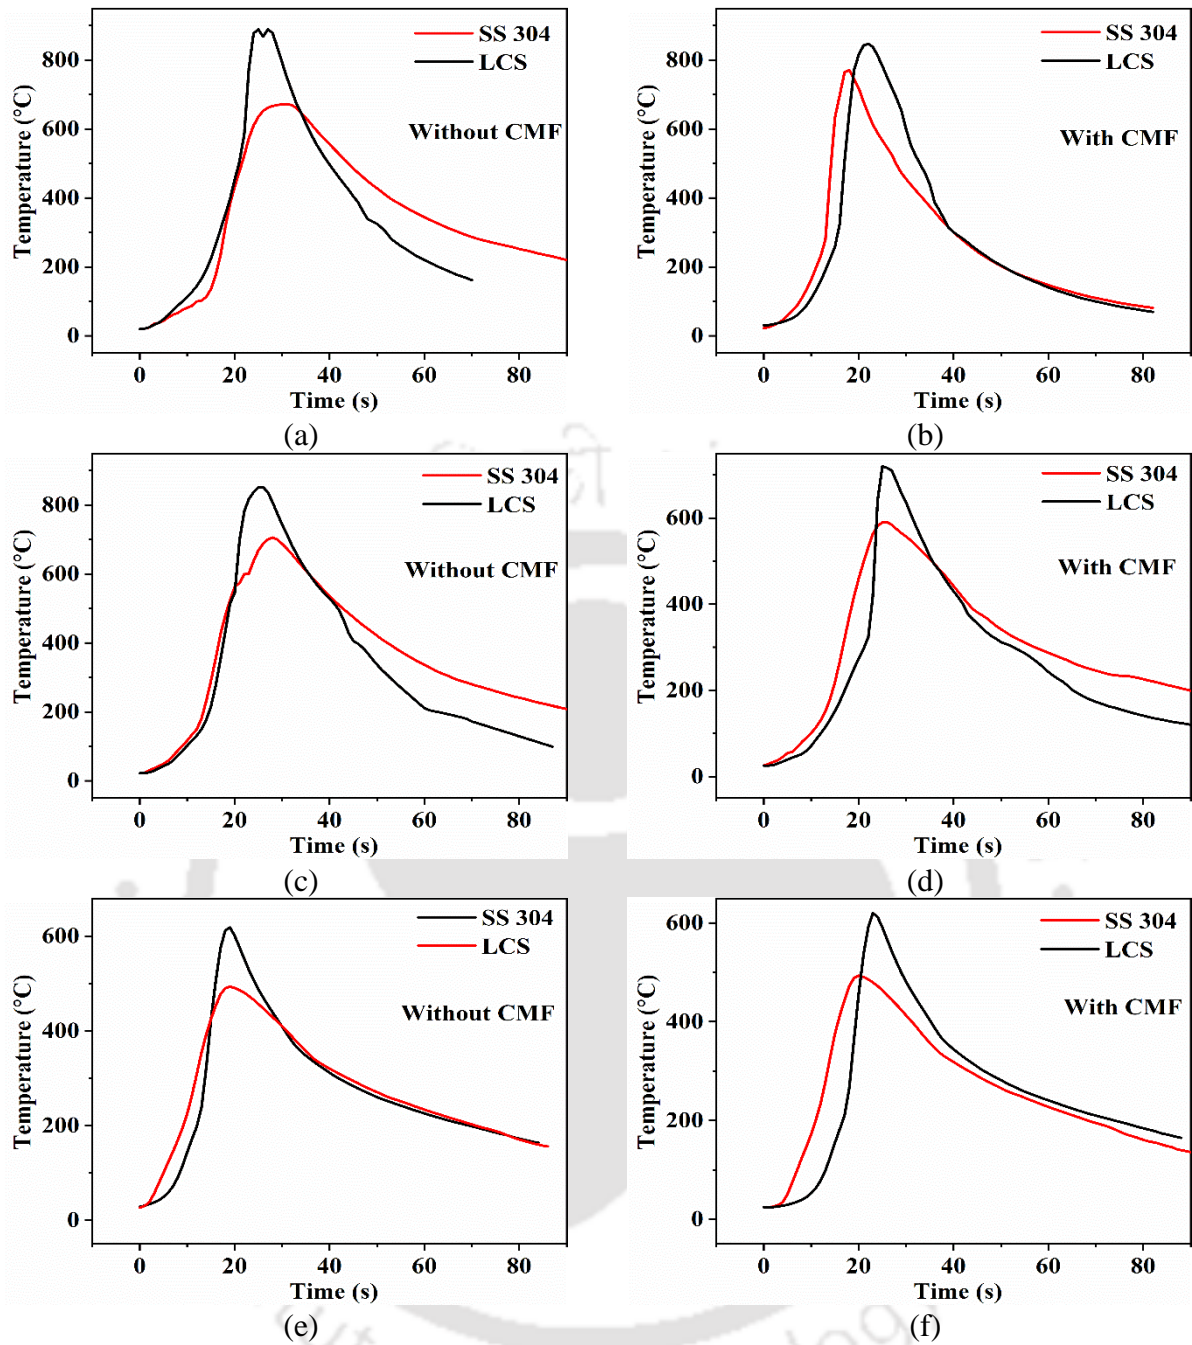 SS 304
LCS
Without CMF
Temperature (°C)
800
600
400
200
0
0 20 40 60 80
Time (s)
(a)
SS 304
LCS
With CMF
Temperature (°C)
800
600
400
200
0
0 20 40 60 80
Time (s)
(b)
SS 304
LCS
Without CMF
Temperature (°C)
800
600
400
200
0
0 20 40 60 80
Time (s)
(c)
SS 304
LCS
With CMF
Temperature (°C)
600
400
200
0
0 20 40 60 80
Time (s)
(d)
SS 304
LCS
Without CMF
Temperature (°C)
600
400
200
0
0 20 40 60 80
Time (s)
(e)
SS 304
LCS
With CMF
Temperature (°C)
600
400
200
0
0 20 40 60 80
Time (s)
(f)